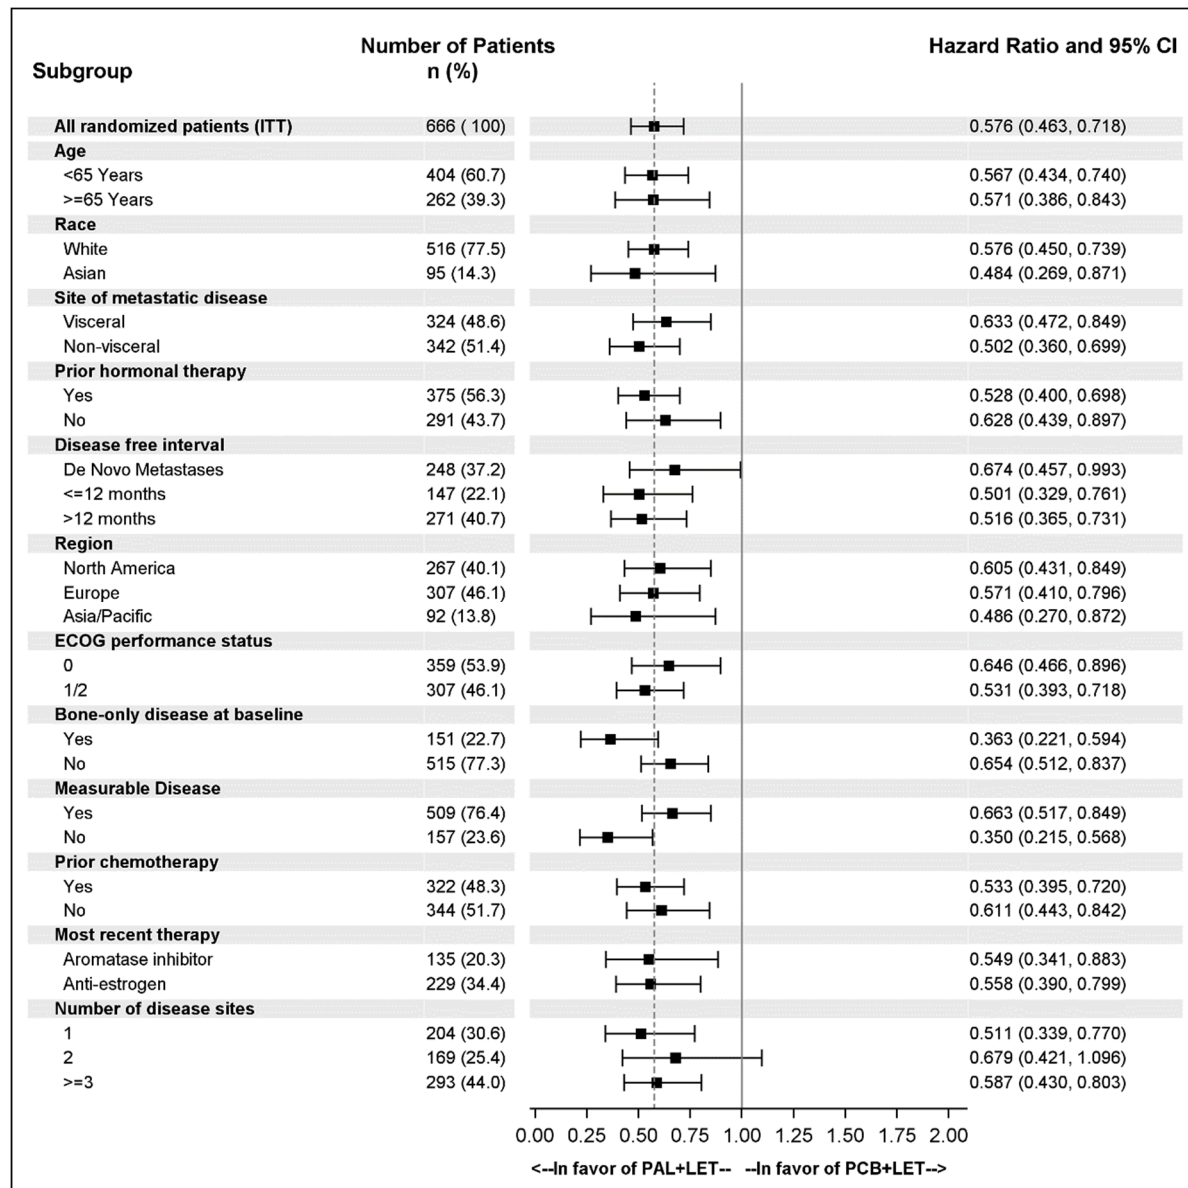 Number of Patients Hazard Ratio and 95% CI
Subgroup n (%)
All randomized patients (ITT) 666 ( 100) 0.576 (0.463, 0.718)
Age
<65 Years 404 (60.7) 0.567 (0.434, 0.740)
>=65 Years 262 (39.3) 0.571 (0.386, 0.843)
Race
White 516 (77.5) 0.576 (0.450, 0.739)
Asian 95 (14.3) 0.484 (0.269, 0.871)
Site of metastatic disease
Visceral 324 (48.6) 0.633 (0.472, 0.849)
Non-visceral 342 (51.4) 0.502 (0.360, 0.699)
Prior hormonal therapy
Yes 375 (56.3) 0.528 (0.400, 0.698)
No 291 (43.7) 0.628 (0.439, 0.897)
Disease free interval
De Novo Metastases 248 (37.2) 0.674 (0.457, 0.993)
<=12 months 147 (22.1) 0.501 (0.329, 0.761)
>12 months 271 (40.7) 0.516 (0.365, 0.731)
Region
North America 267 (40.1) 0.605 (0.431, 0.849)
Europe 307 (46.1) 0.571 (0.410, 0.796)
Asia/Pacific 92 (13.8) 0.486 (0.270, 0.872)
ECOG performance status
0 359 (53.9) 0.646 (0.466, 0.896)
1/2 307 (46.1) 0.531 (0.393, 0.718)
Bone-only disease at baseline
Yes 151 (22.7) 0.363 (0.221, 0.594)
No 515 (77.3) 0.654 (0.512, 0.837)
Measurable Disease
Yes 509 (76.4) 0.663 (0.517, 0.849)
No 157 (23.6) 0.350 (0.215, 0.568)
Prior chemotherapy
Yes 322 (48.3) 0.533 (0.395, 0.720)
No 344 (51.7) 0.611 (0.443, 0.842)
Most recent therapy
Aromatase inhibitor 135 (20.3) 0.549 (0.341, 0.883)
Anti-estrogen 229 (34.4) 0.558 (0.390, 0.799)
Number of disease sites
1 204 (30.6) 0.511 (0.339, 0.770)
2 169 (25.4) 0.679 (0.421, 1.096)
>=3 293 (44.0) 0.587 (0.430, 0.803)
0.00 0.25 0.50 0.75 1.00 1.25 1.50 1.75 2.00
<--In favor of PAL+LET-- --In favor of PCB+LET-->